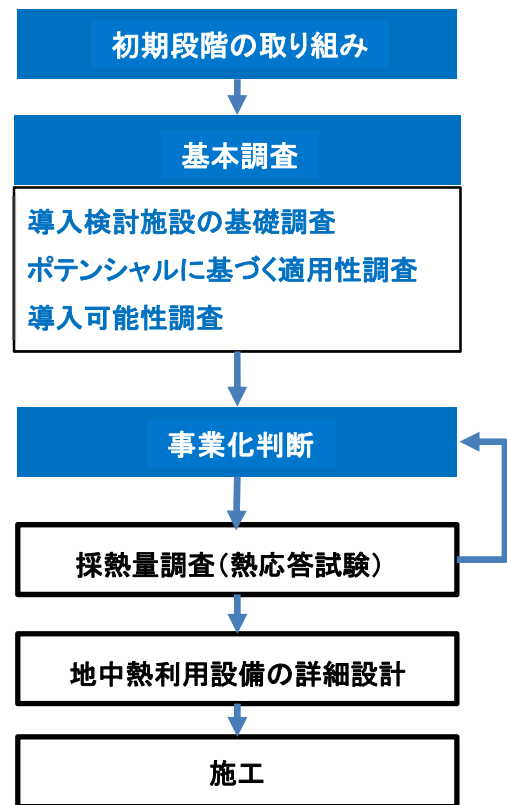 初期段階の取り組み
基本調査
導入検討施設の基礎調査
ポテンシャルに基づく適用性調査
導入可能性調査
事業化判断
採熱量調査（熱応答試験）
地中熱利用設備の詳細設計
施工